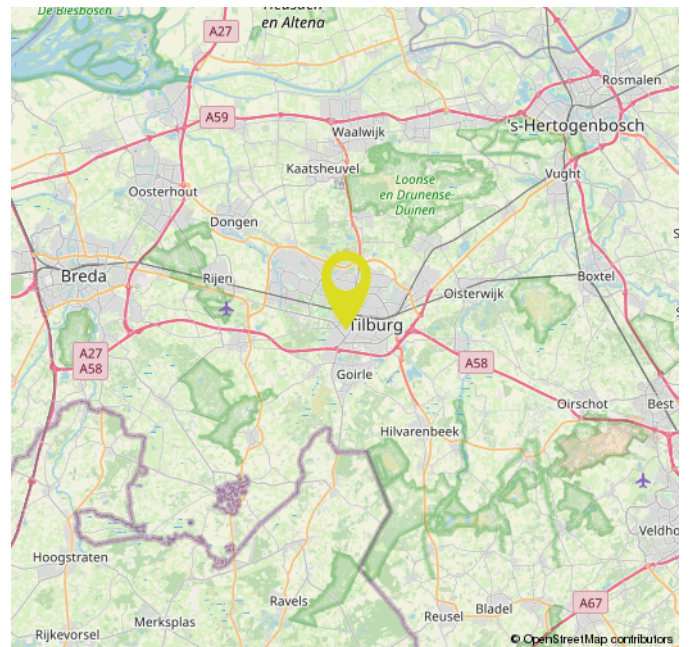 De Biesbosch
Heusden
en Altena
A27
Rosmalen
A59
Waalwijk
's-Hertogenbosch
Kaatsheuvel
Vught
Loonse
en Drunense
Duinen
Oosterhout
Dongen
Breda
Rijen
Oisterwijk
Boxtel
Tilburg
A27
A58
Goirle
A58
Oirschot
Best
Hilvarenbeek
Hoogstraten
Ravels
Reusel
Bladel
A67
Merksplas
Rijkevorsel
© OpenStreetMap contributors